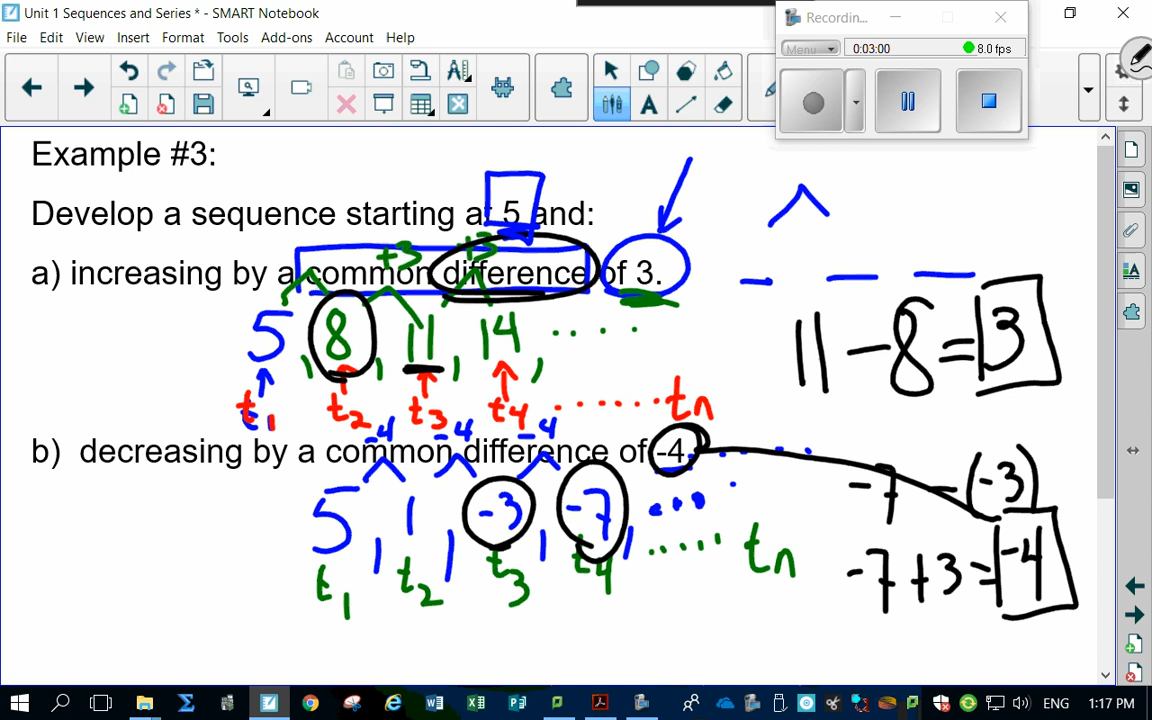 Unit 1 Sequences and Series * - SMART Notebook
Recordin...
File Edit View Insert Format Tools Add-ons Account Help
Menu 0:03:00 8.0 fps
Example #3:
Develop a sequence starting at 5 and:
+3 +3
a) increasing by a common difference of 3.
5, 8, 11, 14, .....
11 - 8 = 3
t1 t2 t3 t4 ...... tn
-4 -4 -4
b) decreasing by a common difference of -4.
5, 1, -3, -7, ....
-7 - (-3)
t1 t2 t3 t4 ...... tn
-7 + 3 = -4
ENG 1:17 PM